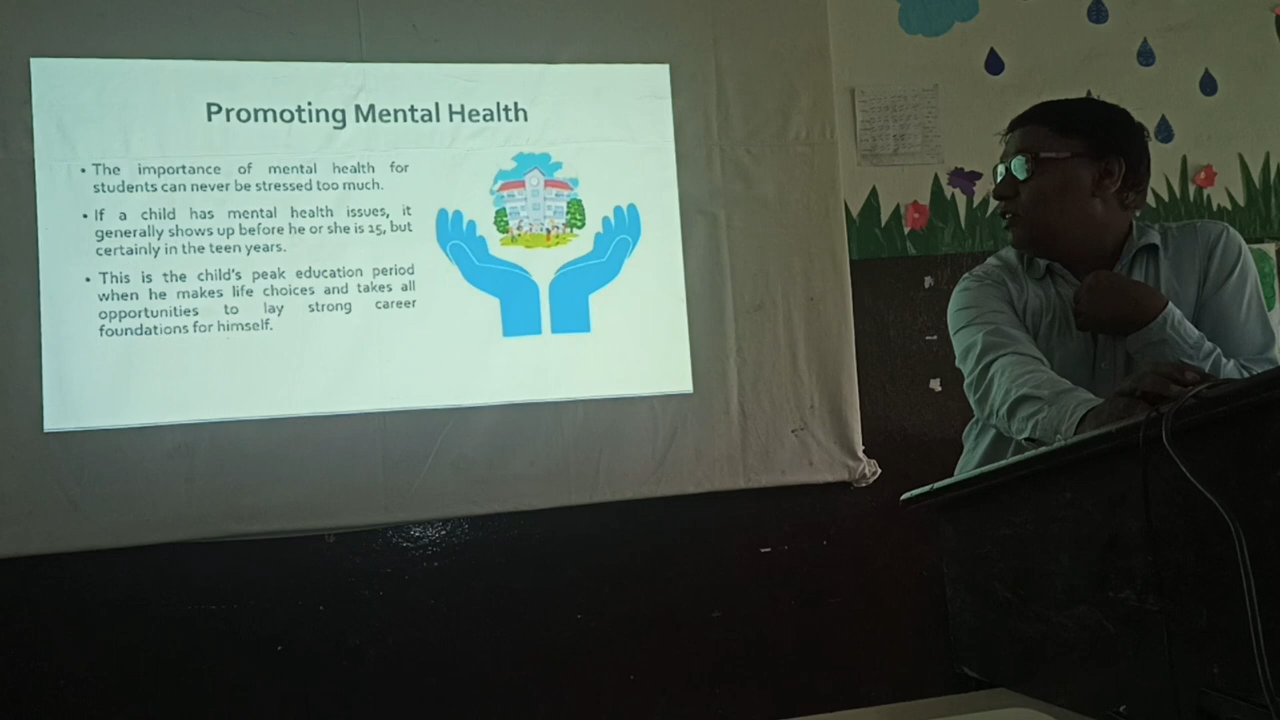 Promoting Mental Health
• The importance of mental health for
students can never be stressed too much.
• If a child has mental health issues, it
generally shows up before he or she is 25, but
certainly in the teen years.
• This is the child's peak education period
when he makes life choices and takes all
opportunities to lay strong career
foundations for himself.